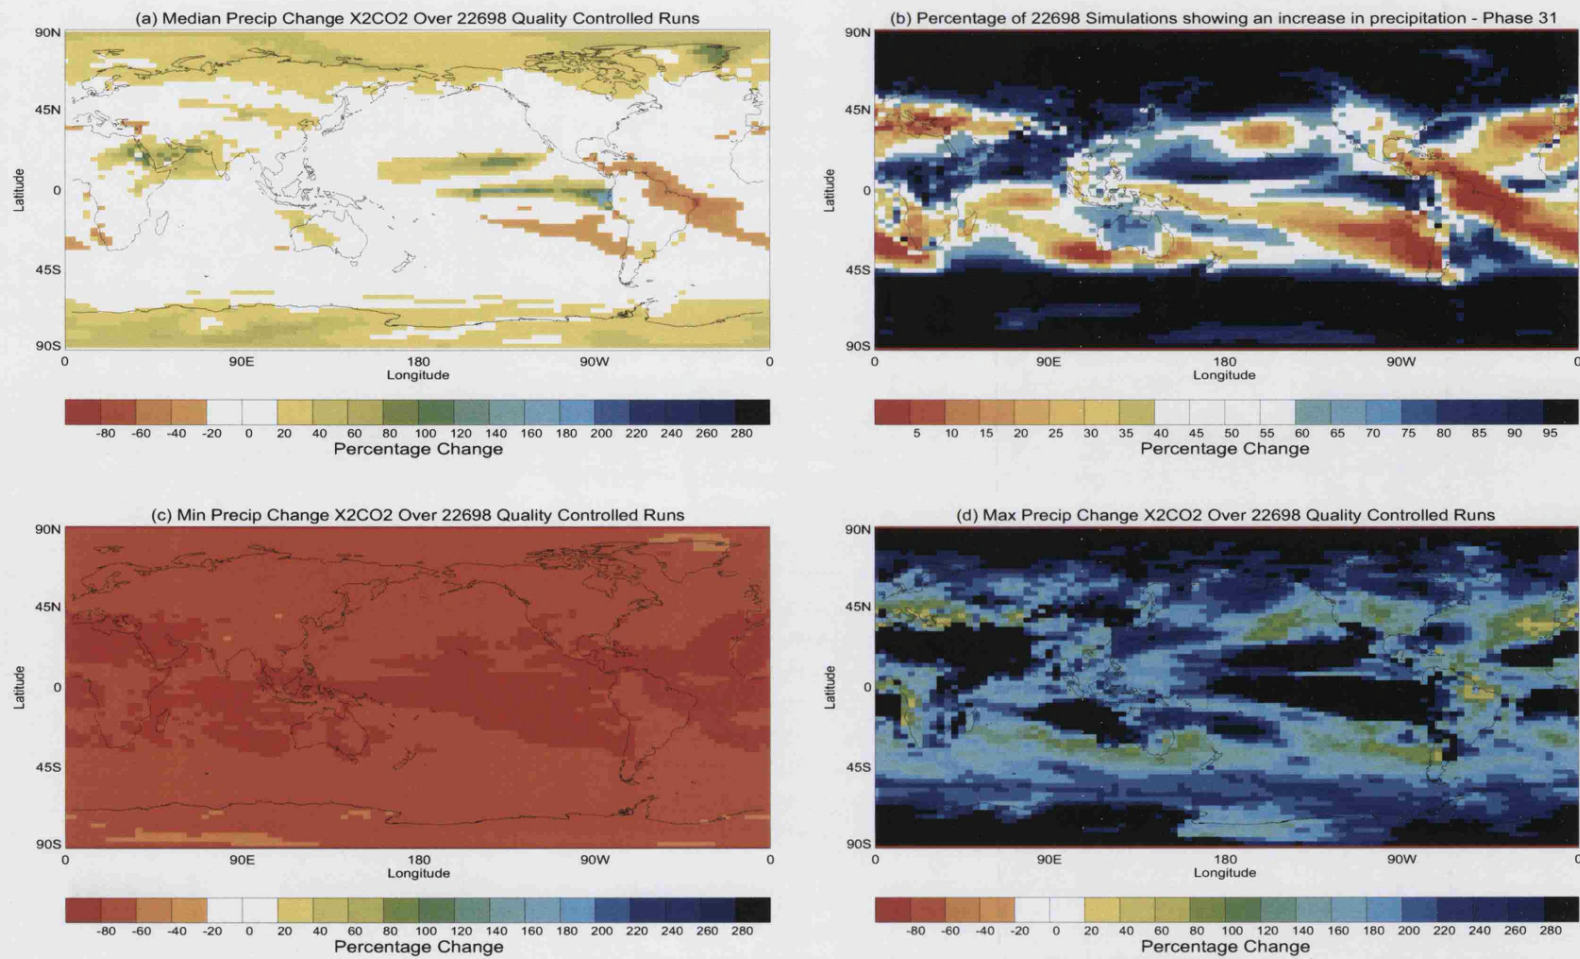 (a) Median Precip Change X2CO2 Over 22698 Quality Controlled Runs
90N
45N
0
45S
90S
Latitude
0 90E 180 90W 0
Longitude
-80 -60 -40 -20 0 20 40 60 80 100 120 140 160 180 200 220 240 260 280
Percentage Change
(b) Percentage of 22698 Simulations showing an increase in precipitation - Phase 31
90N
45N
0
45S
90S
Latitude
0 90E 180 90W 0
Longitude
5 10 15 20 25 30 35 40 45 50 55 60 65 70 75 80 85 90 95
Percentage Change
(c) Min Precip Change X2CO2 Over 22698 Quality Controlled Runs
90N
45N
0
45S
90S
Latitude
0 90E 180 90W 0
Longitude
-80 -60 -40 -20 0 20 40 60 80 100 120 140 160 180 200 220 240 260 280
Percentage Change
(d) Max Precip Change X2CO2 Over 22698 Quality Controlled Runs
90N
45N
0
45S
90S
Latitude
0 90E 180 90W 0
Longitude
-80 -60 -40 -20 0 20 40 60 80 100 120 140 160 180 200 220 240 260 280
Percentage Change